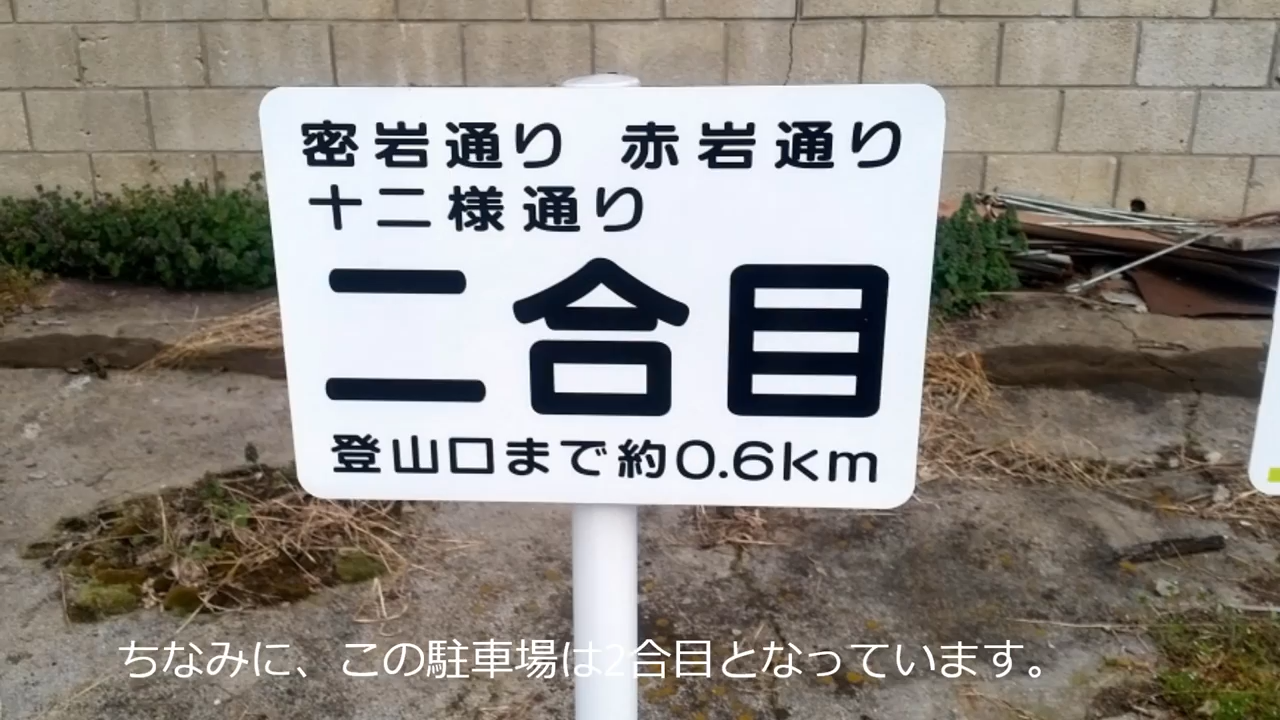 密岩通り 赤岩通り
十二様通り
二合目
登山口まで約0.6km
ちなみに、この駐車場は2合目となっています。